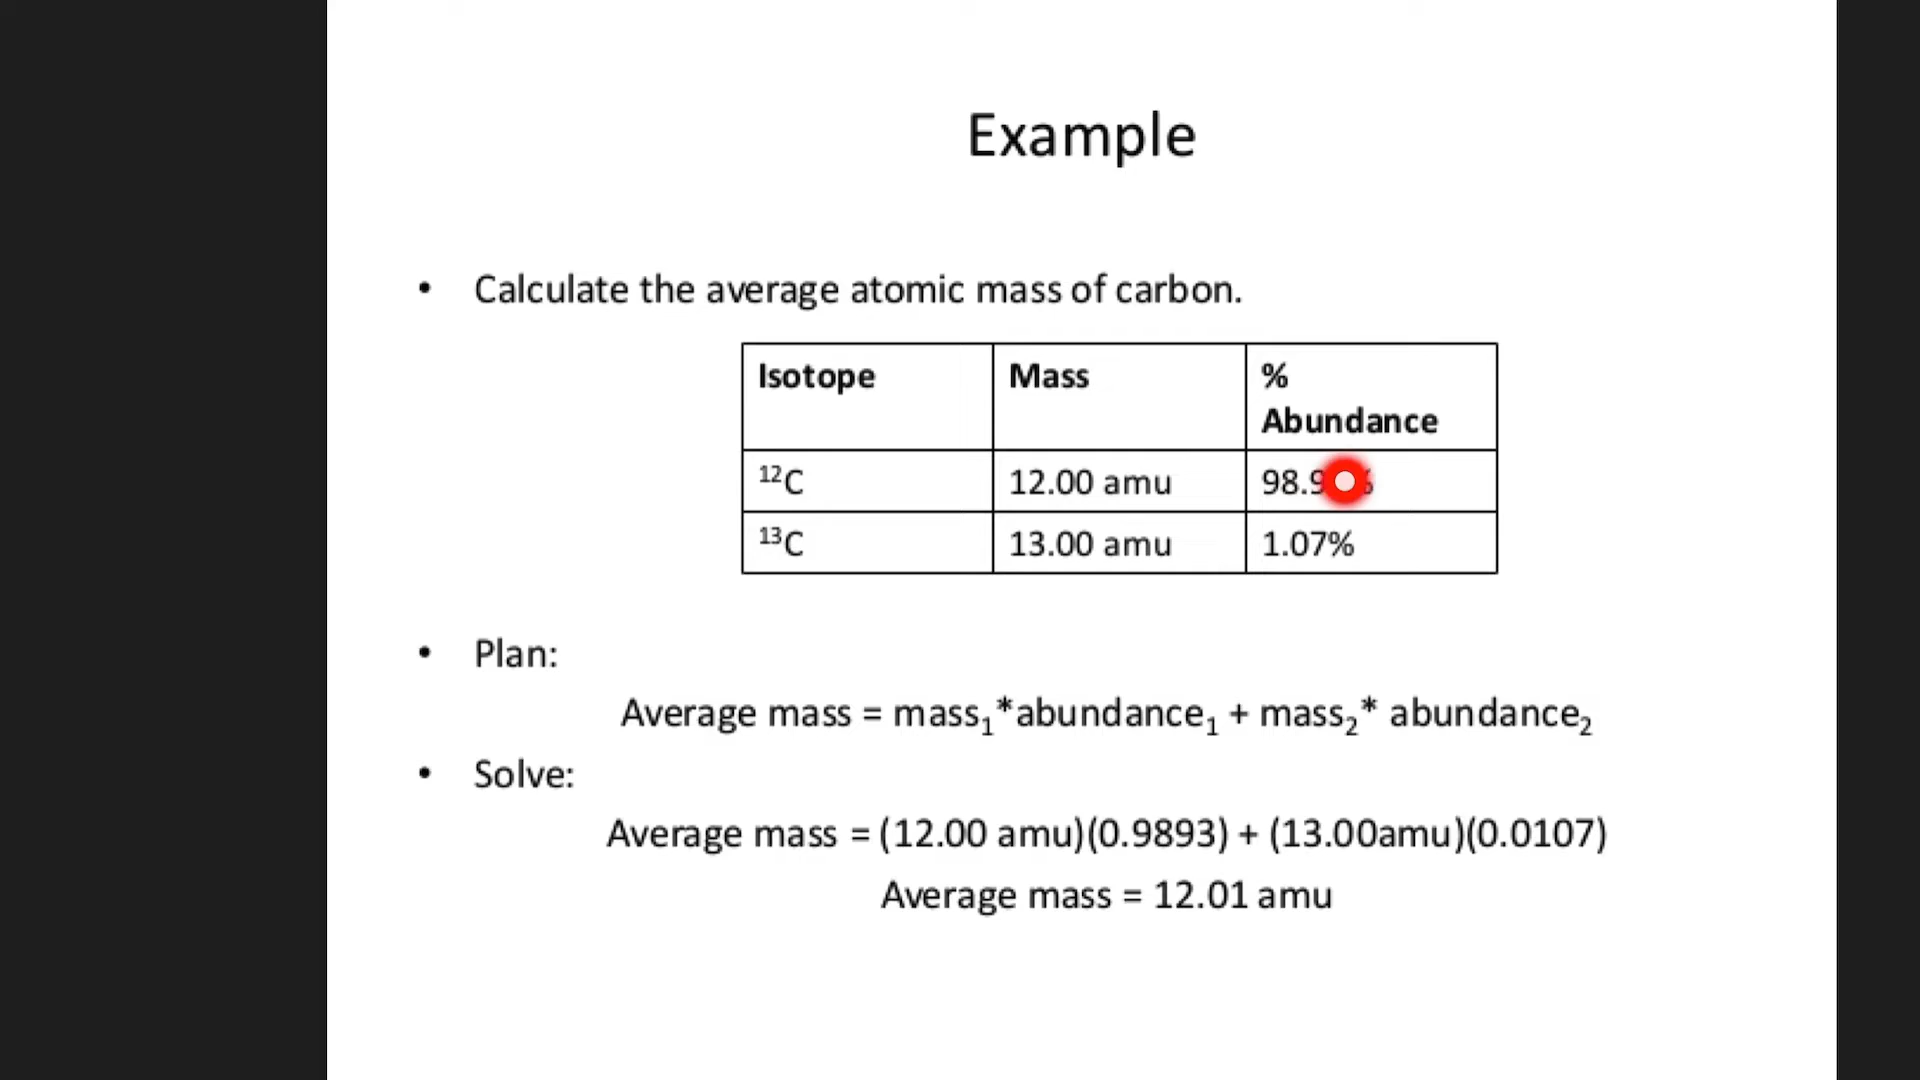 Example
• Calculate the average atomic mass of carbon.
Isotope Mass %
Abundance
¹²C 12.00 amu
¹³C 13.00 amu 1.07%
• Plan:
Average mass = mass₁*abundance₁ + mass₂* abundance₂
• Solve:
Average mass = (12.00 amu)(0.9893) + (13.00amu)(0.0107)
Average mass = 12.01 amu